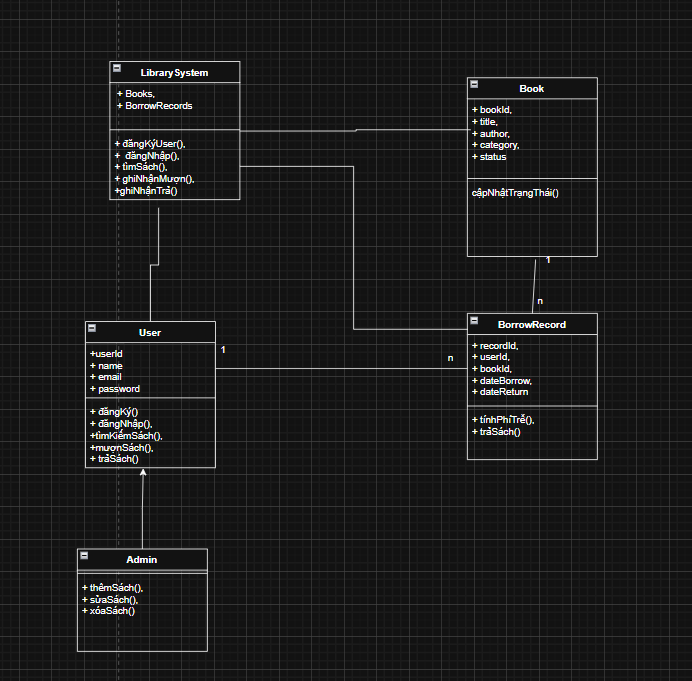 LibrarySystem
+ Books,
+ BorrowRecords
+ đăngKýUser(),
+ đăngNhập(),
+ tìmSách(),
+ ghiNhậnMượn(),
+ghiNhậnTrả()
Book
+ bookId,
+ title,
+ author,
+ category,
+ status
cậpNhậtTrạngThái()
1
n
User
+userId
+ name
+ email
+ password
+ đăngKý()
+ đăngNhập(),
+tìmKiếmSách(),
+mượnSách(),
+ trảSách()
1
n
BorrowRecord
+ recordId,
+ userId,
+ bookId,
+ dateBorrow,
+ dateReturn
+ tínhPhíTrễ(),
+ trảSách()
Admin
+ thêmSách(),
+ sửaSách(),
+ xóaSách()